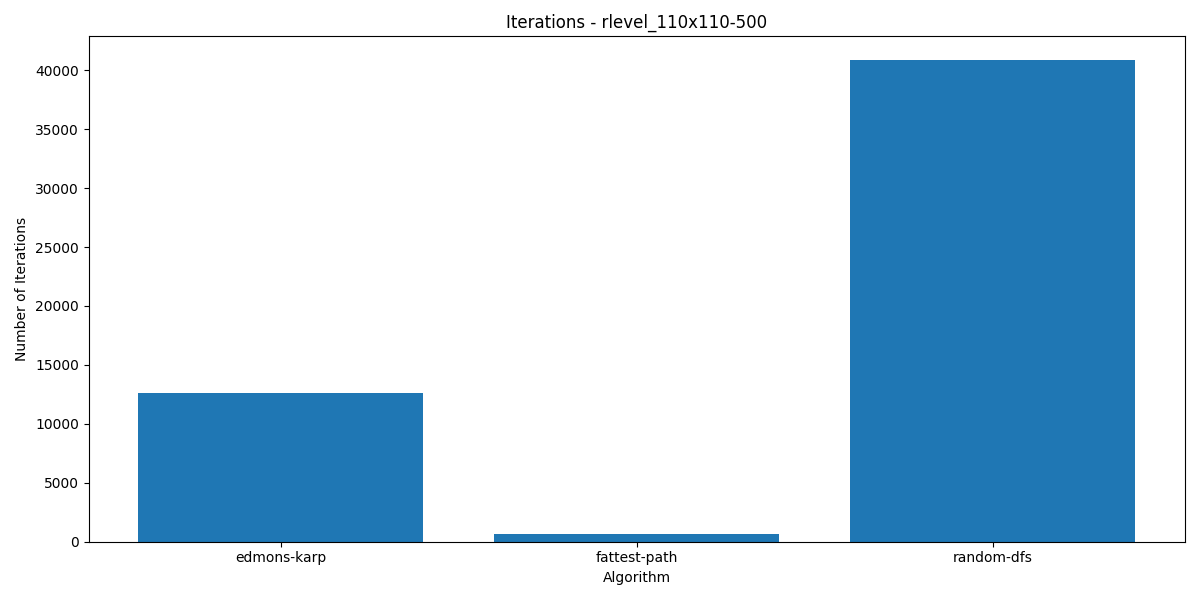 Iterations - rlevel_110x110-500
Number of Iterations
40000
35000
30000
25000
20000
15000
10000
5000
0
edmons-karp
fattest-path
random-dfs
Algorithm